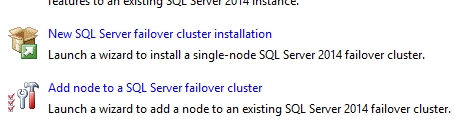 features to an existing SQL Server 2014 instance.
New SQL Server failover cluster installation
Launch a wizard to install a single-node SQL Server 2014 failover cluster.
Add node to a SQL Server failover cluster
Launch a wizard to add a node to an existing SQL Server 2014 failover cluster.